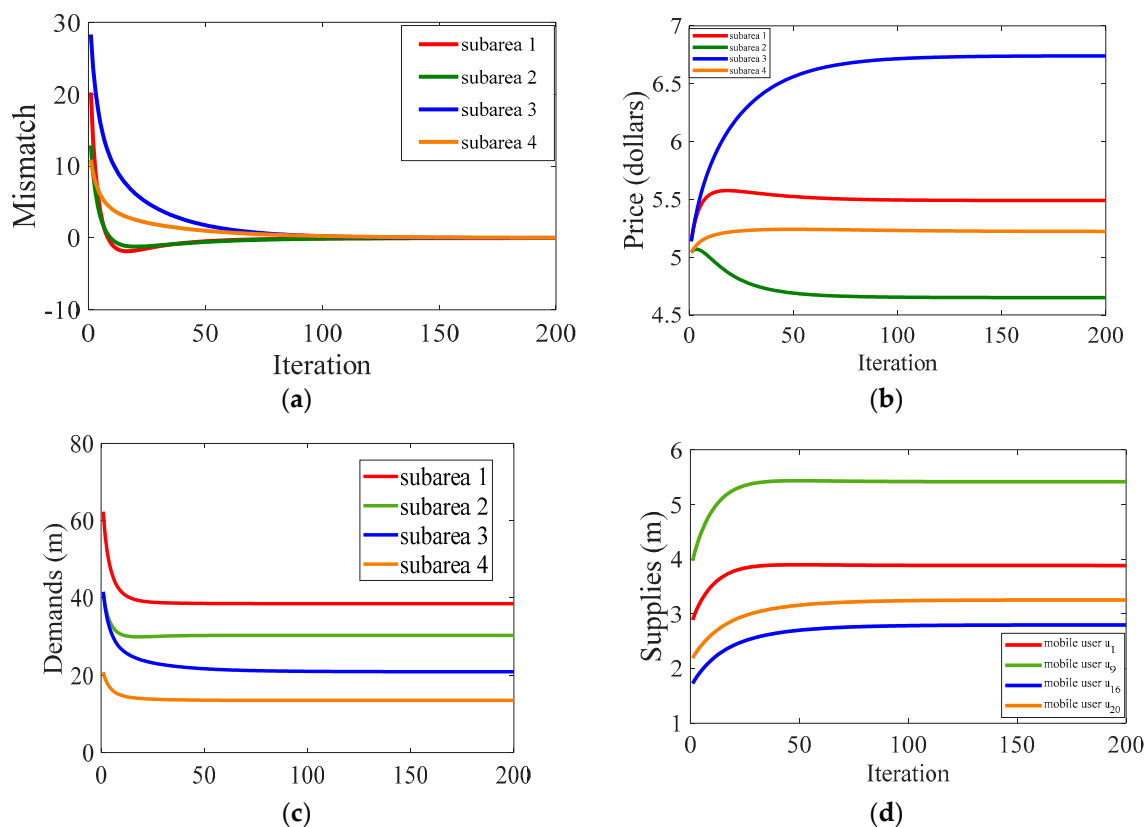 30
20
10
0
-10
Mismatch
subarea 1
subarea 2
subarea 3
subarea 4
0
50
100
150
200
Iteration
(a)
7
6.5
6
5.5
5
4.5
Price (dollars)
subarea 1
subarea 2
subarea 3
subarea 4
0
50
100
150
200
Iteration
(b)
80
60
40
20
0
Demands (m)
subarea 1
subarea 2
subarea 3
subarea 4
0
50
100
150
200
(c)
6
5
4
3
2
1
Supplies (m)
mobile user u1
mobile user u9
mobile user u16
mobile user u20
0
50
100
150
200
Iteration
(d)